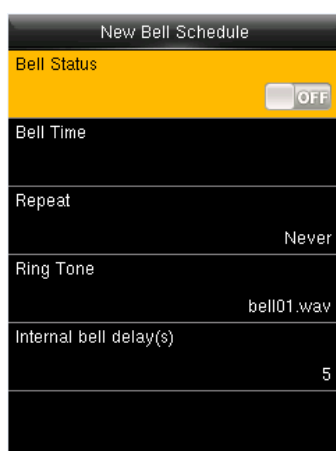 New Bell Schedule
Bell Status
OFF
Bell Time
Repeat
Never
Ring Tone
bell01.wav
Internal bell delay(s)
5